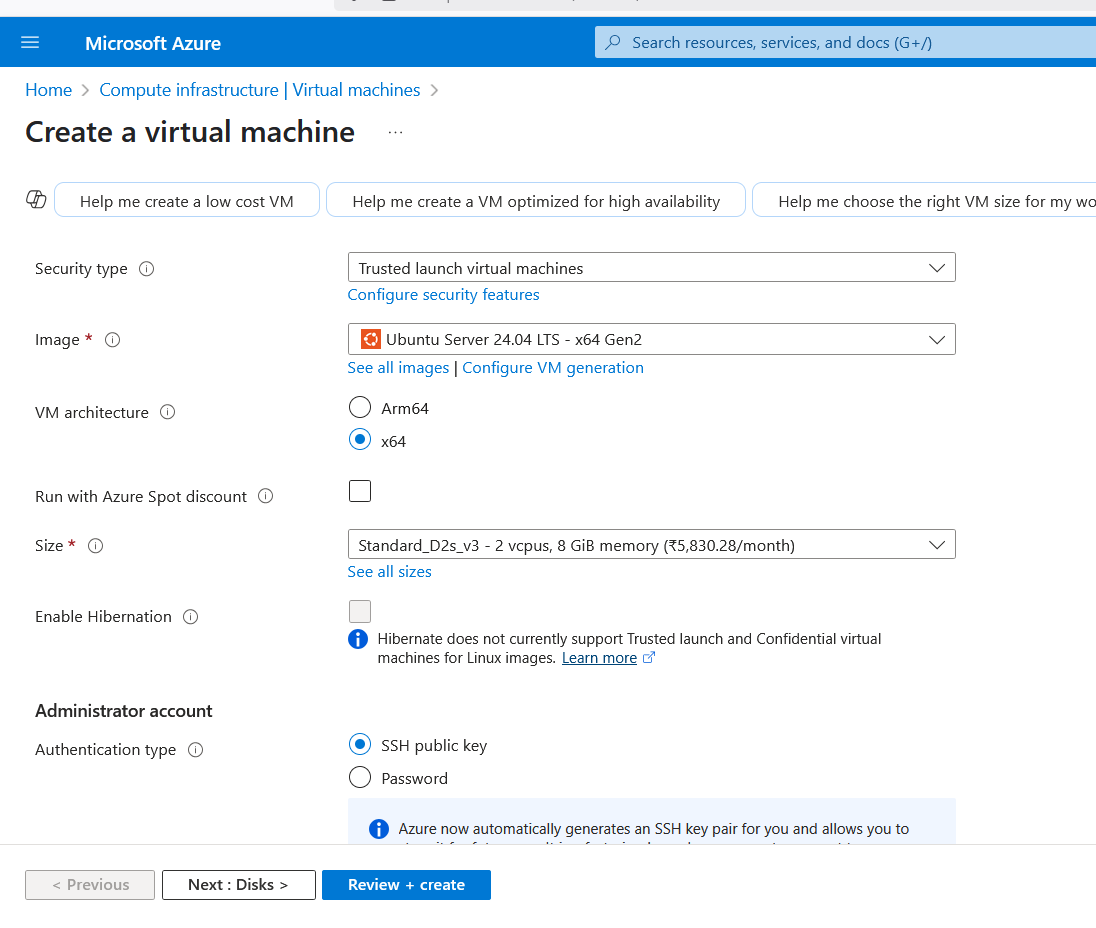 Microsoft Azure
Search resources, services, and docs (G+/)
Home > Compute infrastructure | Virtual machines >
Create a virtual machine ...
Help me create a low cost VM
Help me create a VM optimized for high availability
Help me choose the right VM size for my wo
Security type
Trusted launch virtual machines
Configure security features
Image *
Ubuntu Server 24.04 LTS - x64 Gen2
See all images | Configure VM generation
VM architecture
Arm64
x64
Run with Azure Spot discount
Size *
Standard_D2s_v3 - 2 vcpus, 8 GiB memory (₹5,830.28/month)
See all sizes
Enable Hibernation
Hibernate does not currently support Trusted launch and Confidential virtual
machines for Linux images. Learn more
Administrator account
Authentication type
SSH public key
Password
Azure now automatically generates an SSH key pair for you and allows you to
< Previous
Next : Disks >
Review + create